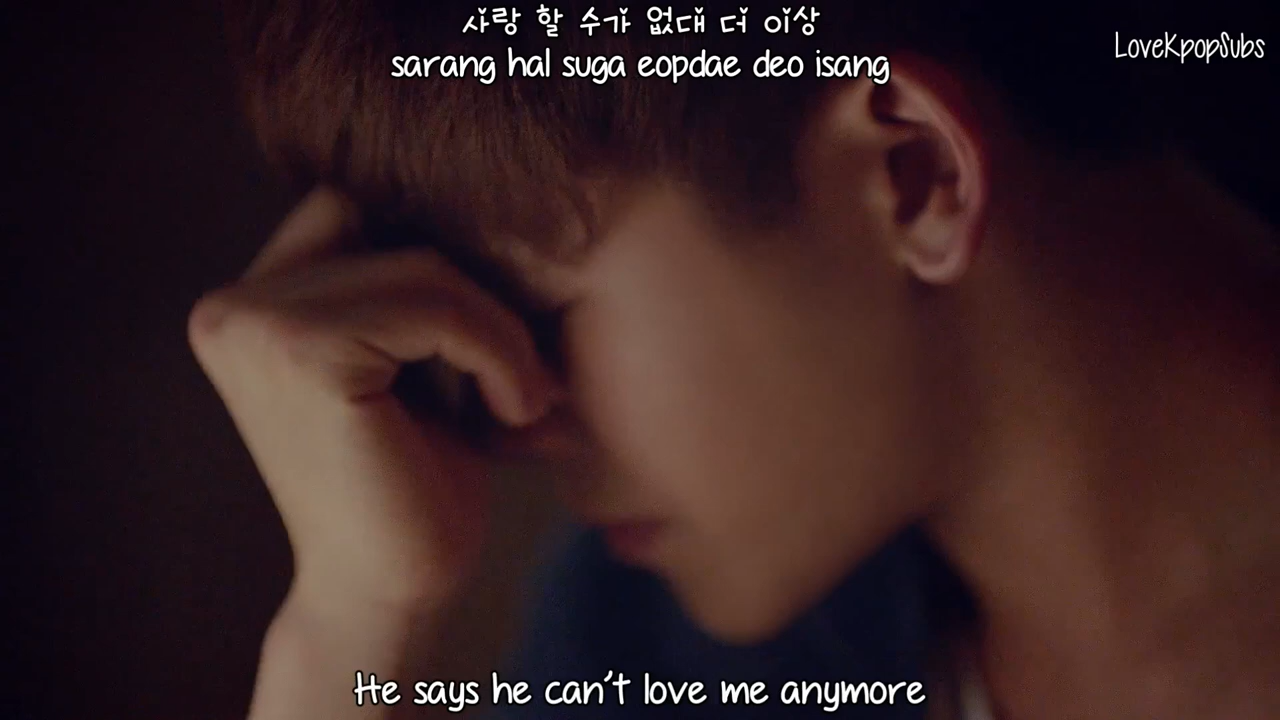 사랑 할 수가 없대 더 이상
sarang hal suga eopdae deo isang
LoveKpopSubs
He says he can't love me anymore